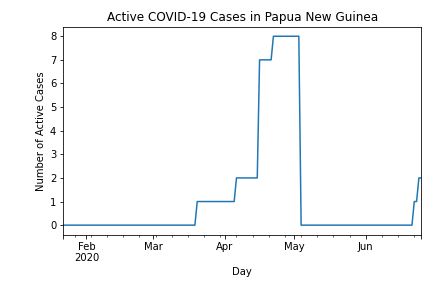 Active COVID-19 Cases in Papua New Guinea
Number of Active Cases
8
7
6
5
4
3
2
1
0
Feb Mar Apr May Jun
2020
Day